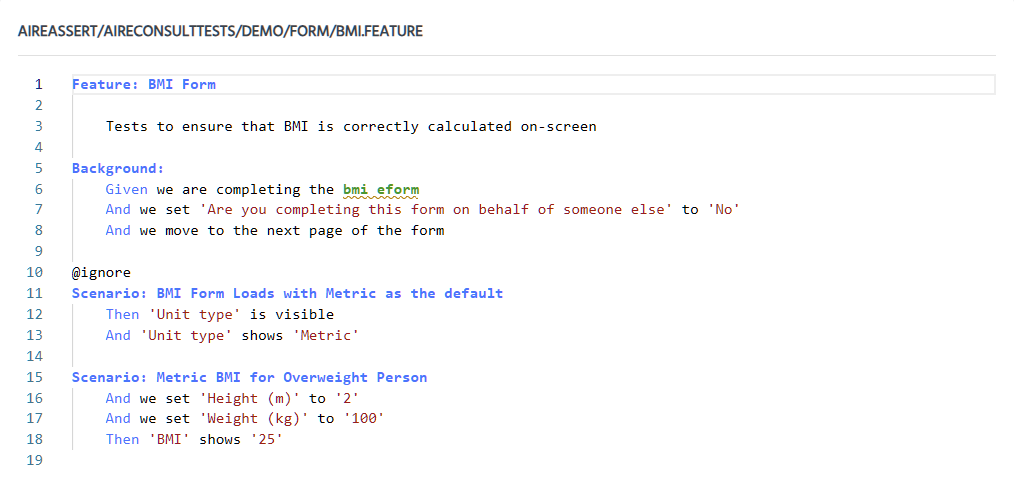 AIREASSERT/AIRECONSULTTESTS/DEMO/FORM/BMI.FEATURE
1 Feature: BMI Form
2
3 Tests to ensure that BMI is correctly calculated on-screen
4
5 Background:
6 Given we are completing the bmi eform
7 And we set 'Are you completing this form on behalf of someone else' to 'No'
8 And we move to the next page of the form
9
10 @ignore
11 Scenario: BMI Form Loads with Metric as the default
12 Then 'Unit type' is visible
13 And 'Unit type' shows 'Metric'
14
15 Scenario: Metric BMI for Overweight Person
16 And we set 'Height (m)' to '2'
17 And we set 'Weight (kg)' to '100'
18 Then 'BMI' shows '25'
19